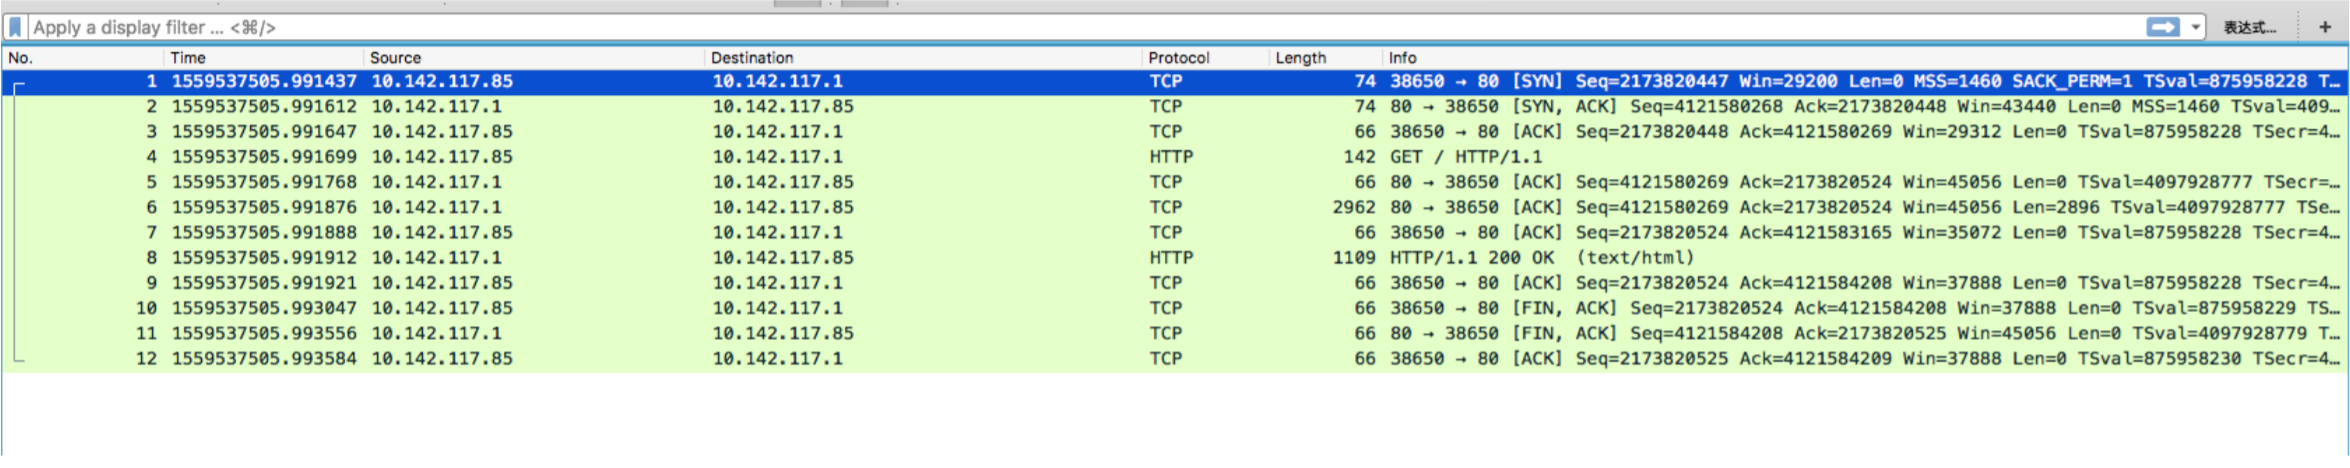 Apply a display filter ... <⌘/> 表达式... +
No. Time Source Destination Protocol Length Info
1 1559537505.991437 10.142.117.85 10.142.117.1 TCP 74 38650 → 80 [SYN] Seq=2173820447 Win=29200 Len=0 MSS=1460 SACK_PERM=1 TSval=875958228 T…
2 1559537505.991612 10.142.117.1 10.142.117.85 TCP 74 80 → 38650 [SYN, ACK] Seq=4121580268 Ack=2173820448 Win=43440 Len=0 MSS=1460 TSval=409…
3 1559537505.991647 10.142.117.85 10.142.117.1 TCP 66 38650 → 80 [ACK] Seq=2173820448 Ack=4121580269 Win=29312 Len=0 TSval=875958228 TSecr=4…
4 1559537505.991699 10.142.117.85 10.142.117.1 HTTP 142 GET / HTTP/1.1
5 1559537505.991768 10.142.117.1 10.142.117.85 TCP 66 80 → 38650 [ACK] Seq=4121580269 Ack=2173820524 Win=45056 Len=0 TSval=4097928777 TSecr=…
6 1559537505.991876 10.142.117.1 10.142.117.85 TCP 2962 80 → 38650 [ACK] Seq=4121580269 Ack=2173820524 Win=45056 Len=2896 TSval=4097928777 TSe…
7 1559537505.991888 10.142.117.85 10.142.117.1 TCP 66 38650 → 80 [ACK] Seq=2173820524 Ack=4121583165 Win=35072 Len=0 TSval=875958228 TSecr=4…
8 1559537505.991912 10.142.117.1 10.142.117.85 HTTP 1109 HTTP/1.1 200 OK (text/html)
9 1559537505.991921 10.142.117.85 10.142.117.1 TCP 66 38650 → 80 [ACK] Seq=2173820524 Ack=4121584208 Win=37888 Len=0 TSval=875958228 TSecr=4…
10 1559537505.993047 10.142.117.85 10.142.117.1 TCP 66 38650 → 80 [FIN, ACK] Seq=2173820524 Ack=4121584208 Win=37888 Len=0 TSval=875958229 TS…
11 1559537505.993556 10.142.117.1 10.142.117.85 TCP 66 80 → 38650 [FIN, ACK] Seq=4121584208 Ack=2173820525 Win=45056 Len=0 TSval=4097928779 T…
12 1559537505.993584 10.142.117.85 10.142.117.1 TCP 66 38650 → 80 [ACK] Seq=2173820525 Ack=4121584209 Win=37888 Len=0 TSval=875958230 TSecr=4…